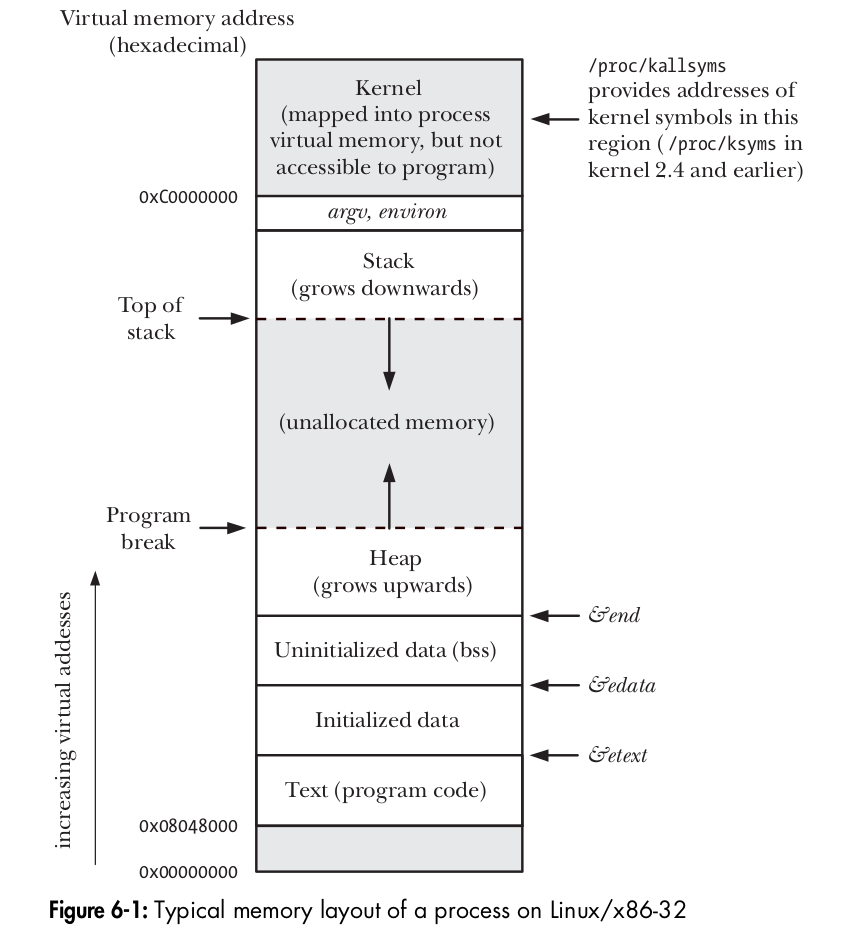 Virtual memory address
(hexadecimal)
Kernel
(mapped into process
virtual memory, but not
accessible to program)
/proc/kallsyms
provides addresses of
kernel symbols in this
region ( /proc/ksyms in
kernel 2.4 and earlier)
0xC0000000
argv, environ
Stack
(grows downwards)
Top of
stack
(unallocated memory)
Program
break
Heap
(grows upwards)
&end
Uninitialized data (bss)
&edata
Initialized data
&etext
Text (program code)
0x08048000
0x00000000
increasing virtual addesses
Figure 6-1: Typical memory layout of a process on Linux/x86-32